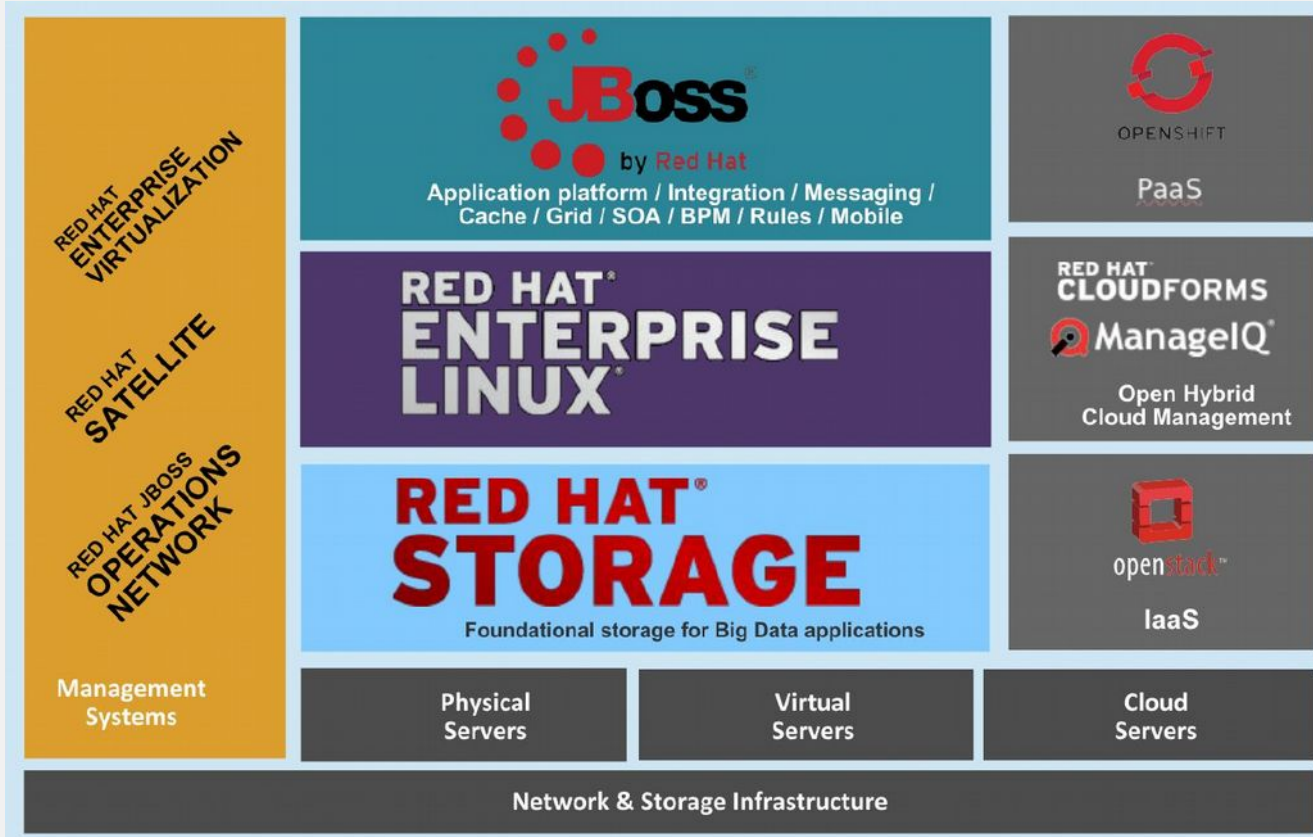 RED HAT
ENTERPRISE
VIRTUALIZATION
RED HAT
SATELLITE
RED HAT JBOSS
OPERATIONS
NETWORK
Management
Systems
JBoss®
by Red Hat
Application platform / Integration / Messaging /
Cache / Grid / SOA / BPM / Rules / Mobile
RED HAT®
ENTERPRISE
LINUX®
RED HAT®
STORAGE
Foundational storage for Big Data applications
OPENSHIFT
PaaS
RED HAT®
CLOUDFORMS
ManageIQ®
Open Hybrid
Cloud Management
openstack™
IaaS
Physical
Servers
Virtual
Servers
Cloud
Servers
Network & Storage Infrastructure